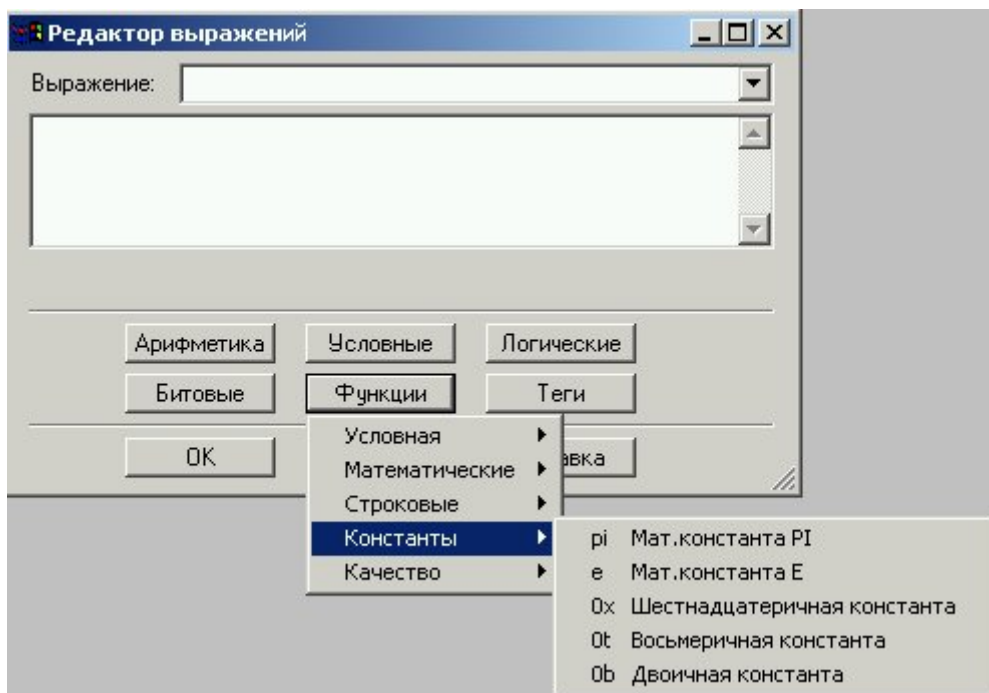 Редактор выражений
Выражение:
Арифметика Условные Логические
Битовые Функции Теги
OK авка
Условная
Математические
Строковые
Константы
Качество
pi Мат.константа PI
e Мат.константа E
0x Шестнадцатеричная константа
0t Восьмеричная константа
0b Двоичная константа